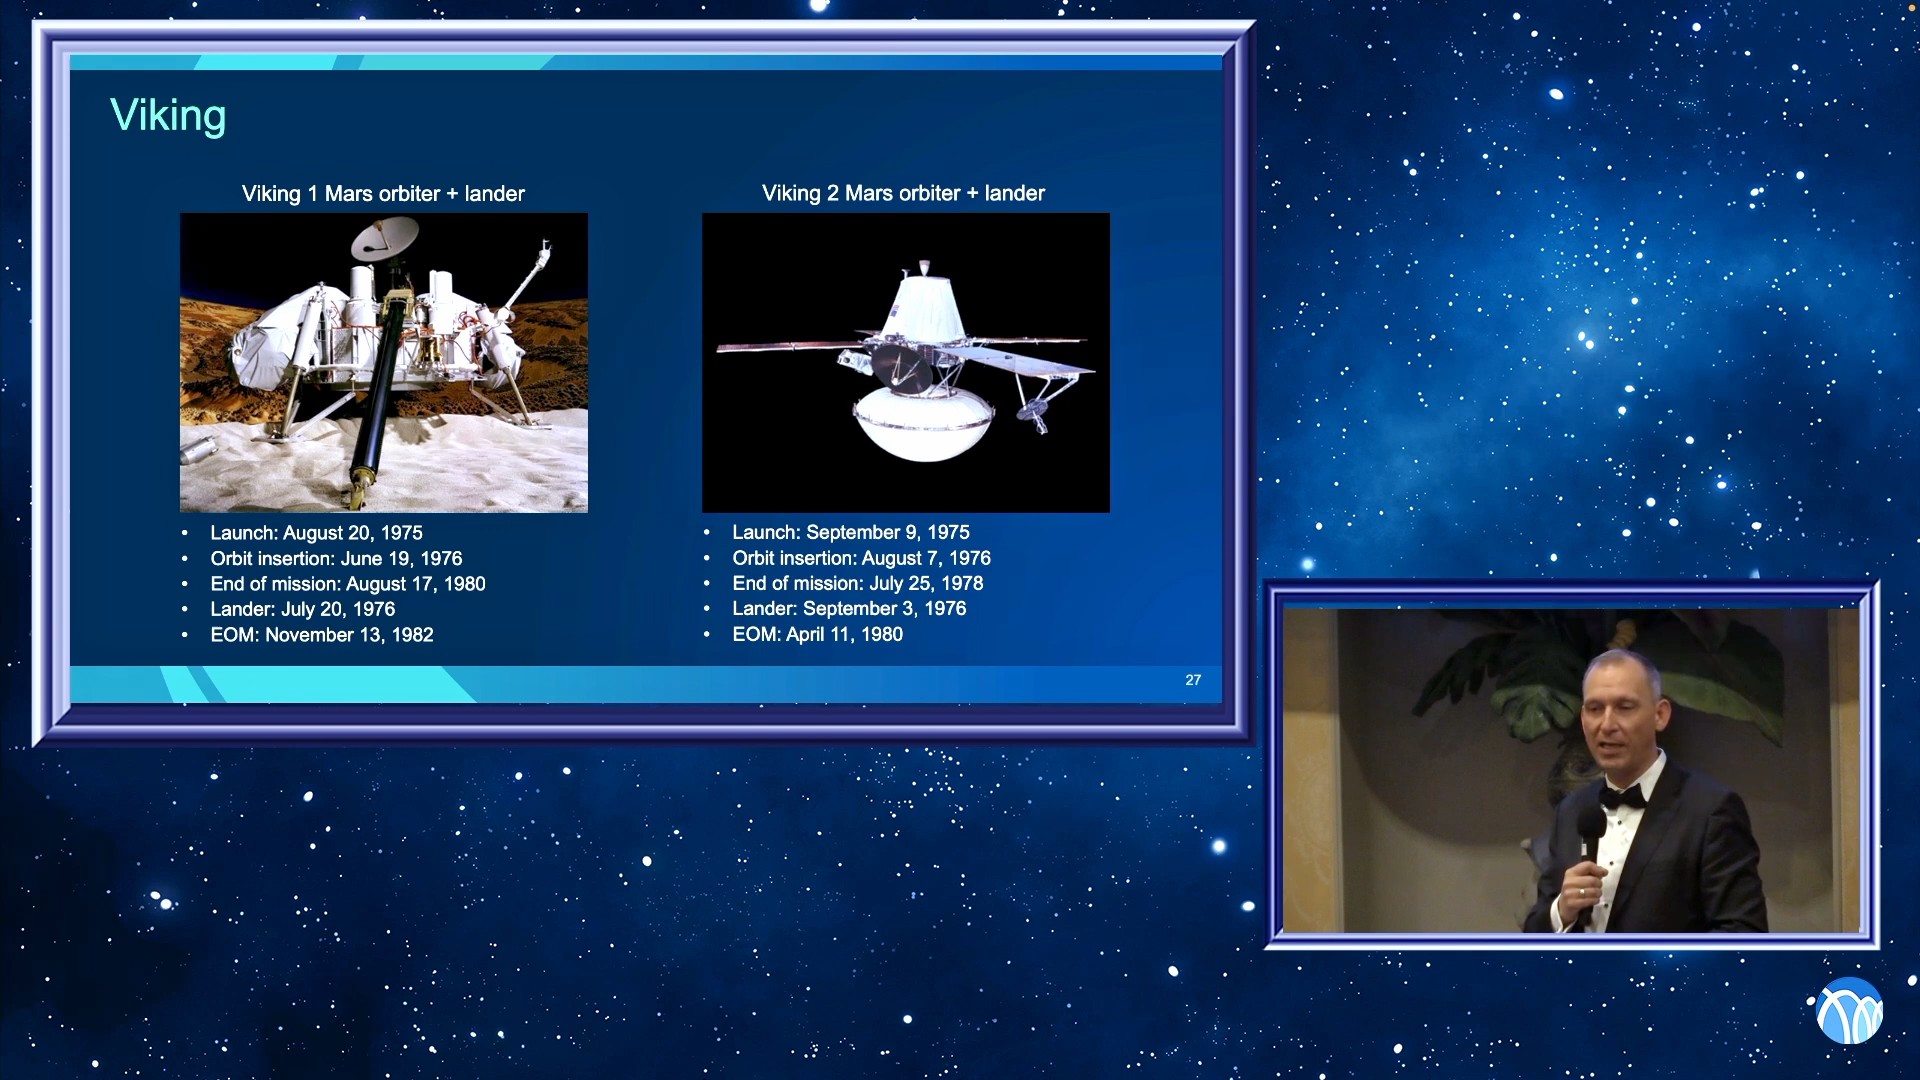 Viking
Viking 1 Mars orbiter + lander
• Launch: August 20, 1975
• Orbit insertion: June 19, 1976
• End of mission: August 17, 1980
• Lander: July 20, 1976
• EOM: November 13, 1982
Viking 2 Mars orbiter + lander
• Launch: September 9, 1975
• Orbit insertion: August 7, 1976
• End of mission: July 25, 1978
• Lander: September 3, 1976
• EOM: April 11, 1980
27